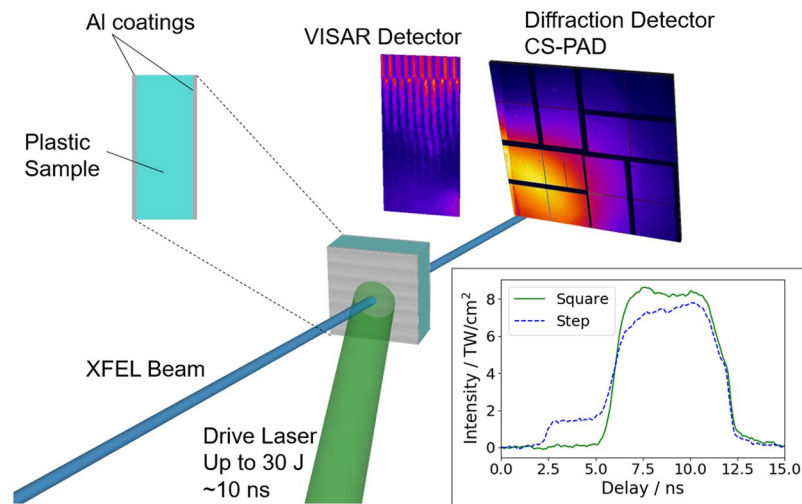 Al coatings
Plastic
Sample
VISAR Detector
Diffraction Detector
CS-PAD
XFEL Beam
Drive Laser
Up to 30 J
~10 ns
Intensity / TW/cm²
8
6
4
2
0
Square
Step
0.0 2.5 5.0 7.5 10.0 12.5 15.0
Delay / ns